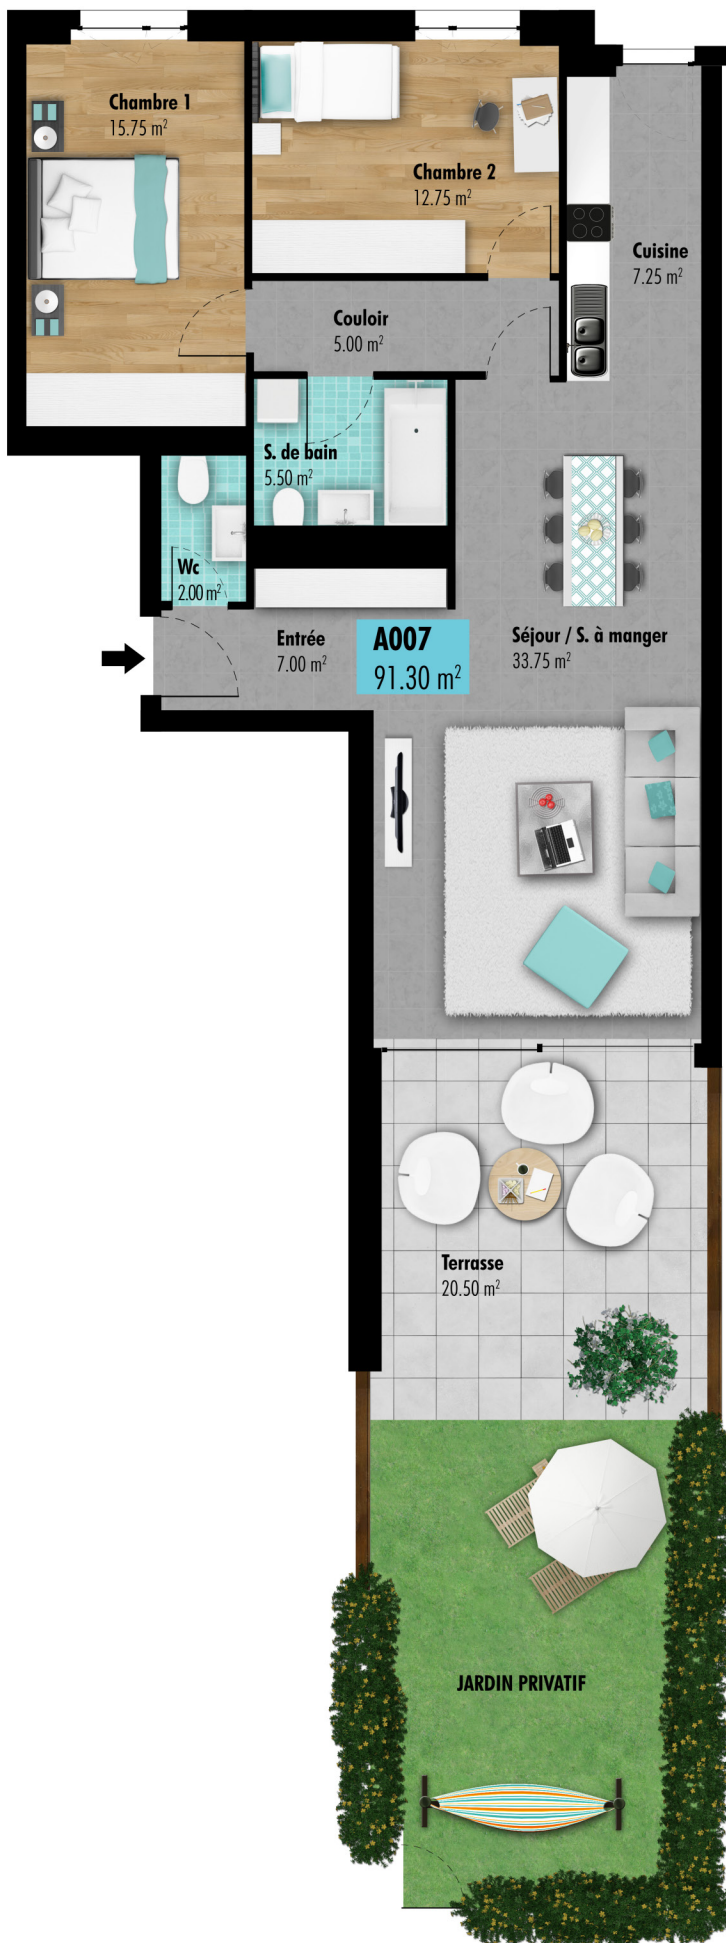 Chambre 1
15.75 m²
Chambre 2
12.75 m²
Cuisine
7.25 m²
Couloir
5.00 m²
S. de bain
5.50 m²
Wc
2.00 m²
Entrée
7.00 m²
A007
91.30 m²
Séjour / S. à manger
33.75 m²
Terrasse
20.50 m²
JARDIN PRIVATIF